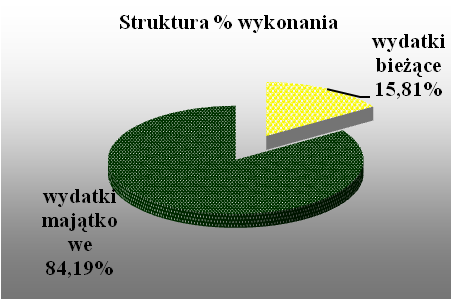 Struktura % wykonania
wydatki
bieżące
15,81%
wydatki
majątko
we
84,19%